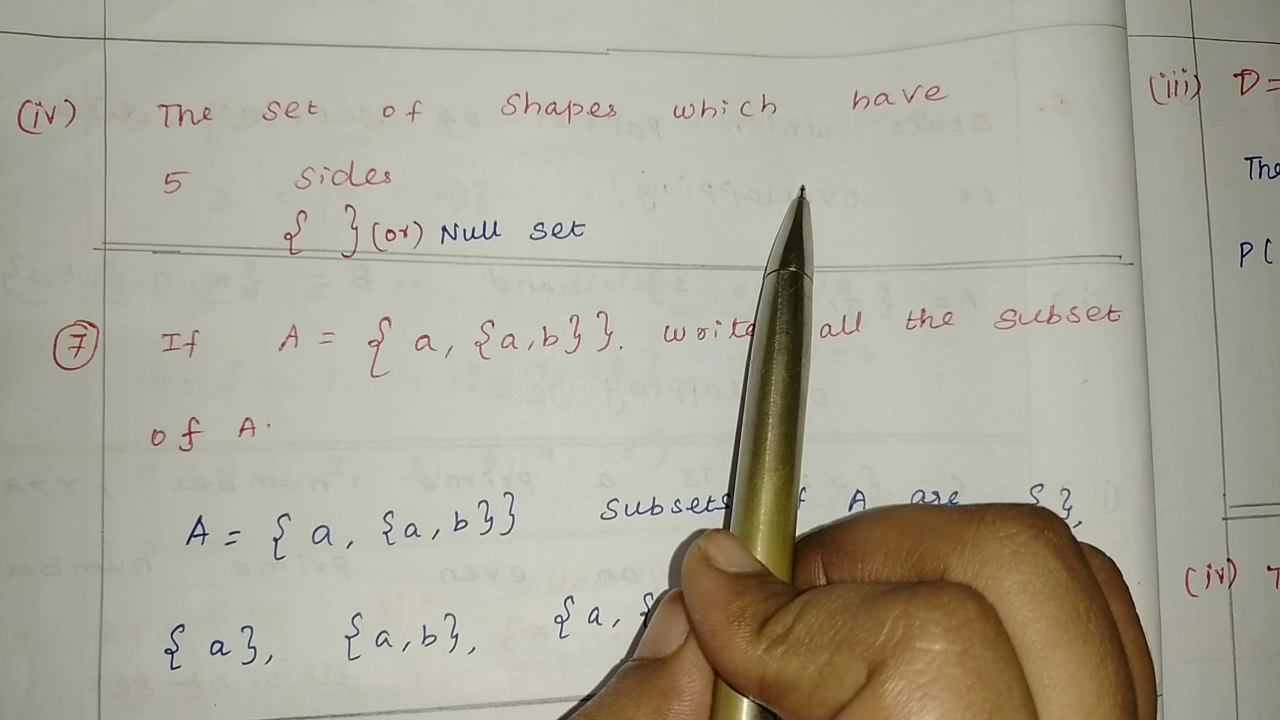 (iv) The set of shapes which have
5 sides
{ } (or) Null set
(7) If A = { a, {a,b}}. write all the subset
of A.
A = { a, {a,b}} subsets of A are { },
{ a}, {a,b}, {a, {
(iii) D =
The
P(
(iv)